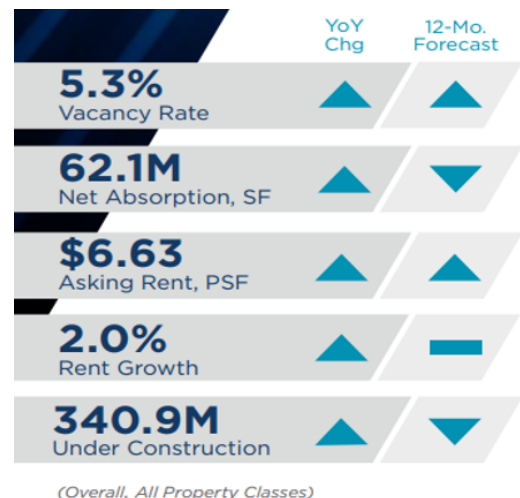 YoY
Chg
12-Mo.
Forecast
5.3%
Vacancy Rate
62.1M
Net Absorption, SF
$6.63
Asking Rent, PSF
2.0%
Rent Growth
340.9M
Under Construction
(Overall, All Property Classes)